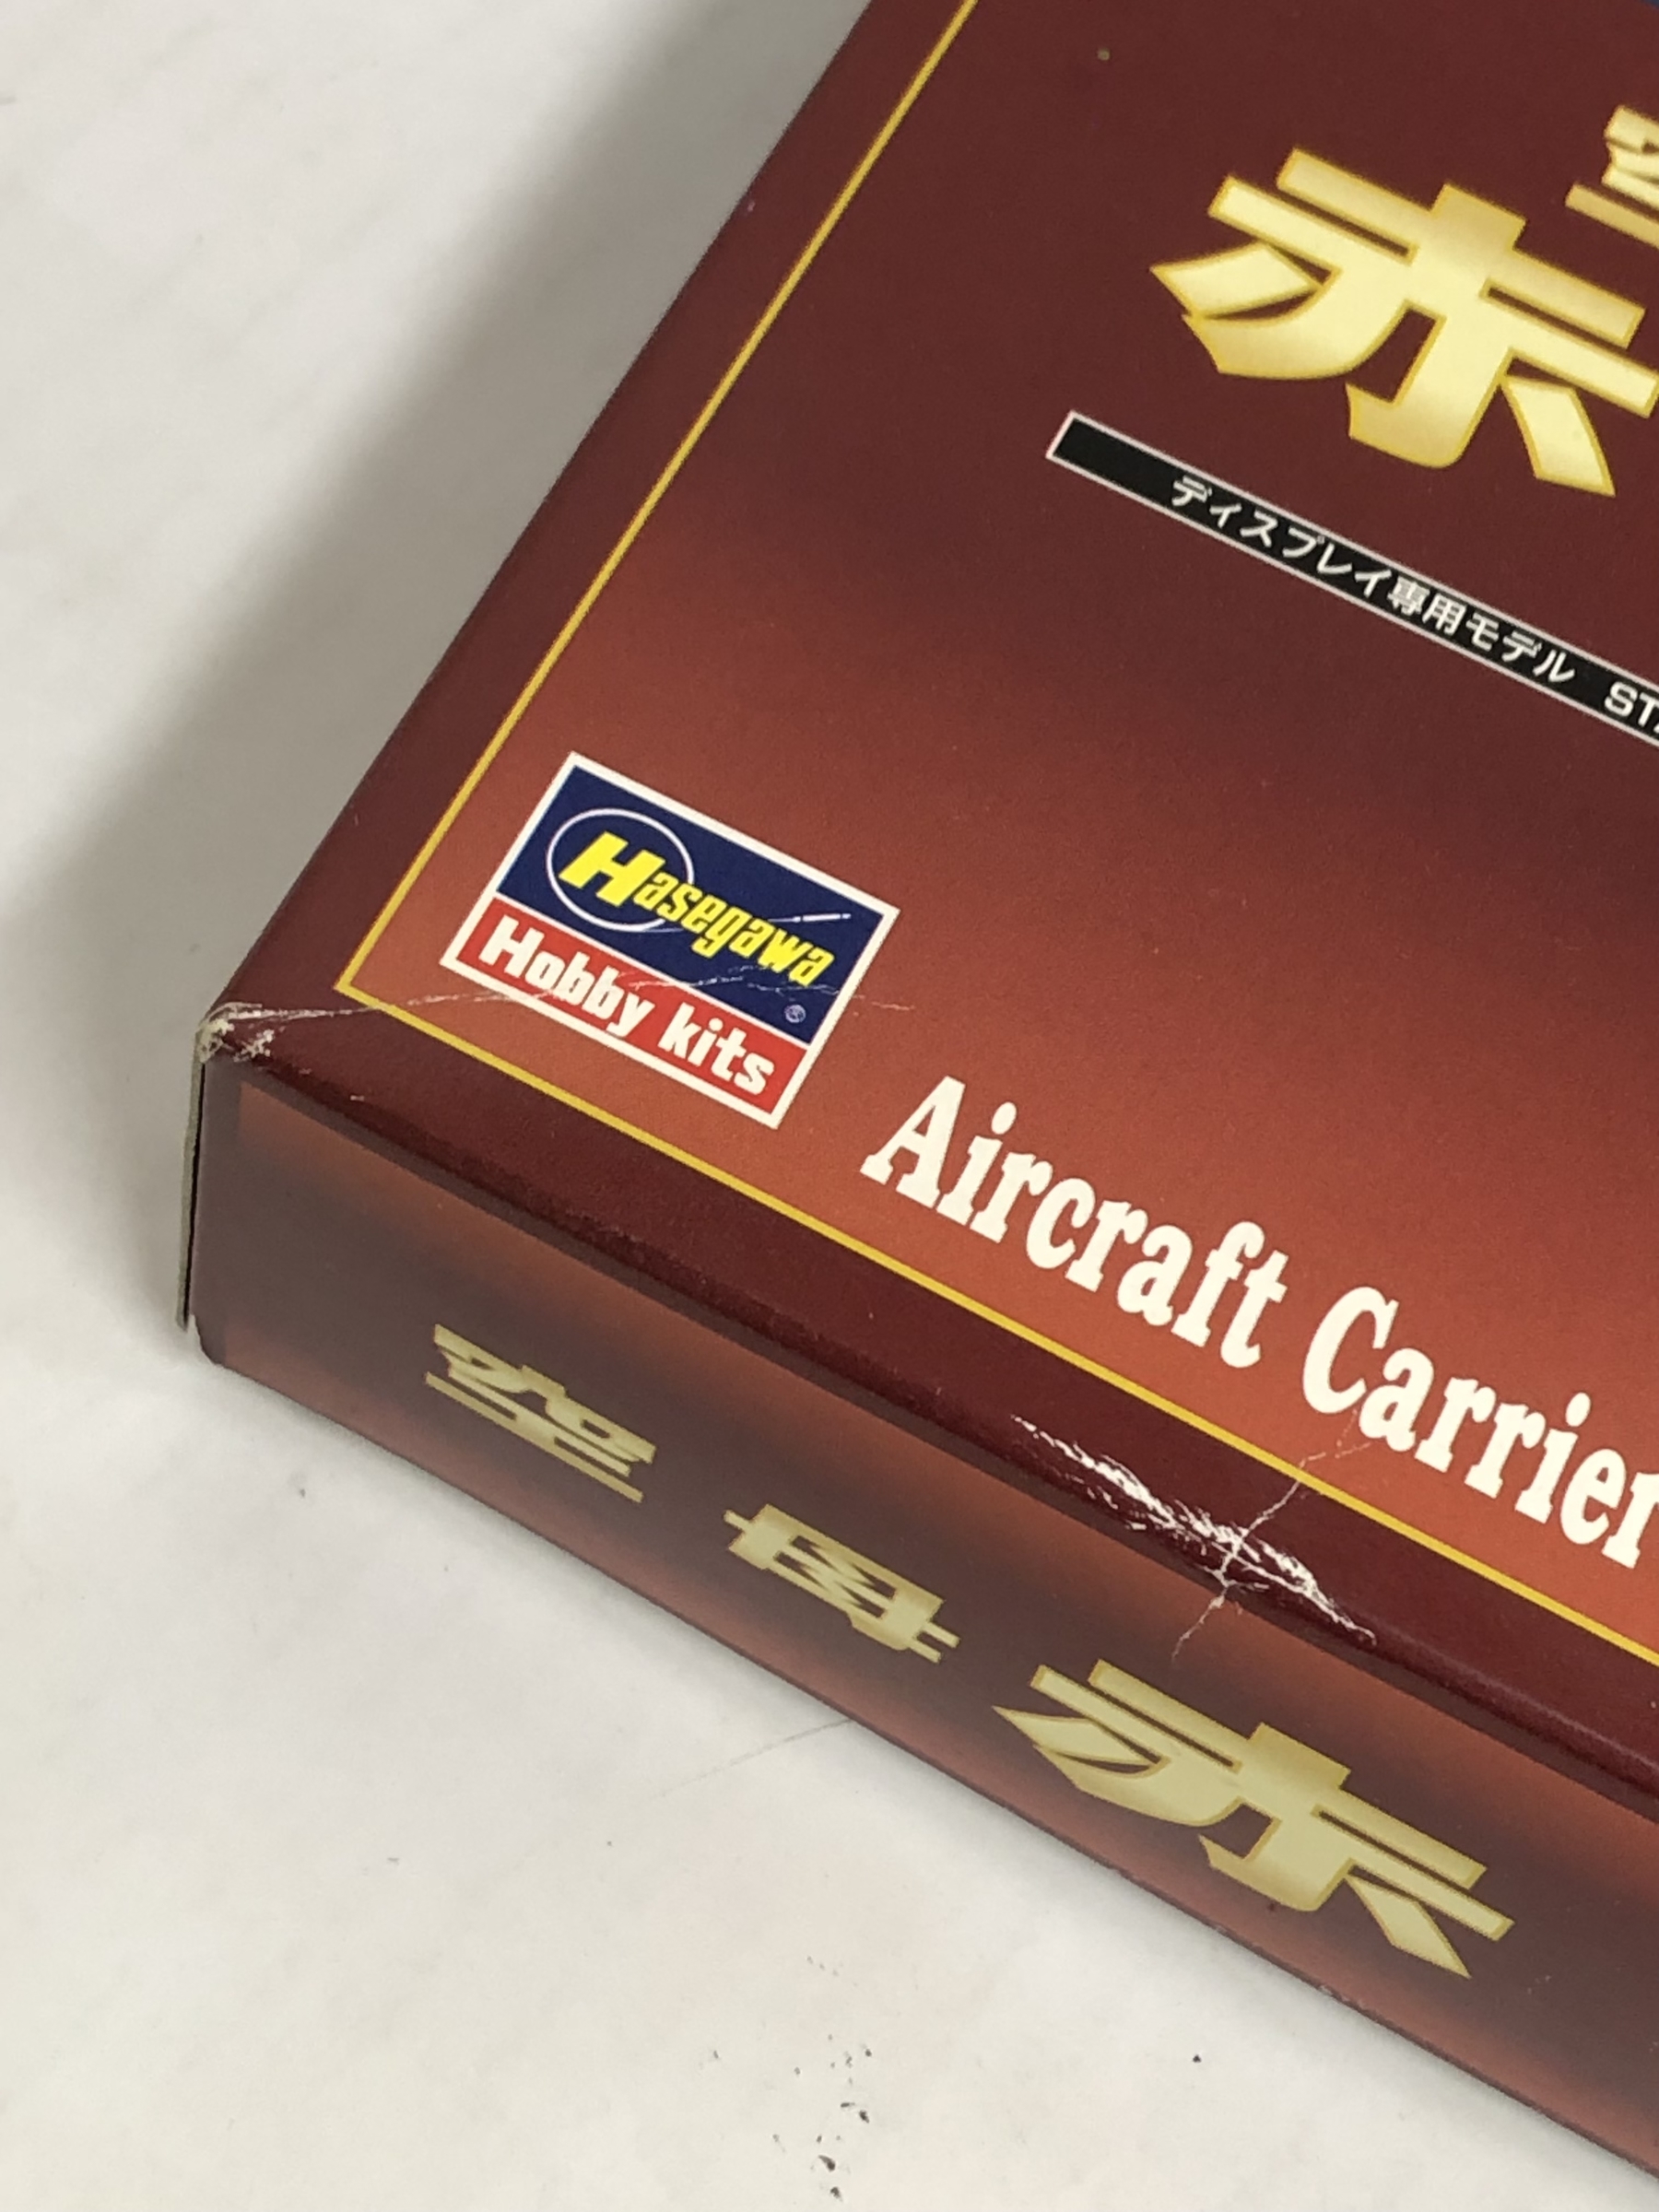 赤
ディスプレイ専用モデル
Hasegawa
Hobby kits
Aircraft Carrier
空母 赤